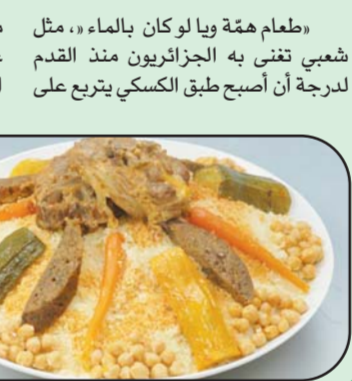 «طعام همّة ويا لو كان بالماء «، مثل
شعبي تغنى به الجزائريون منذ القدم
لدرجة أن أصبح طبق الكسكي يتربع على